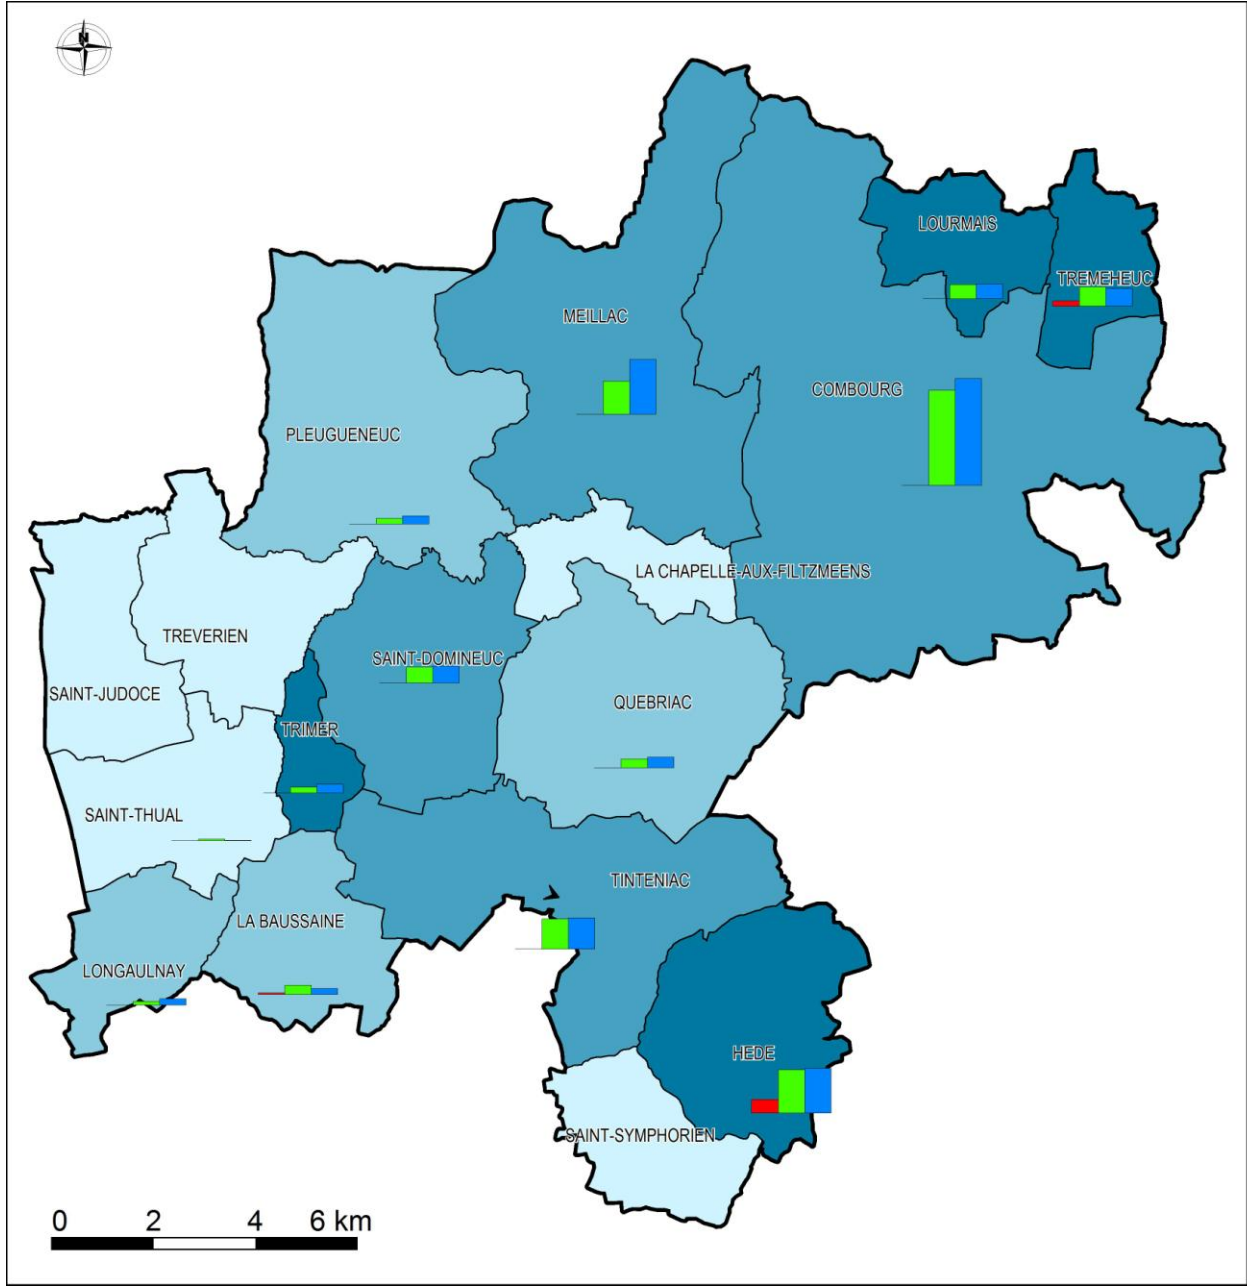 N
LOURMAIS
TREMEHEUC
MEILLAC
COMBOURG
PLEUGUENEUC
LA CHAPELLE-AUX-FILTZMEENS
TREVERIEN
SAINT-DOMINEUC
SAINT-JUDOCE
QUEBRIAC
TRIMER
SAINT-THUAL
TINTENIAC
LA BAUSSAINE
LONGAULNAY
HEDE
SAINT-SYMPHORIEN
0 2 4 6 km